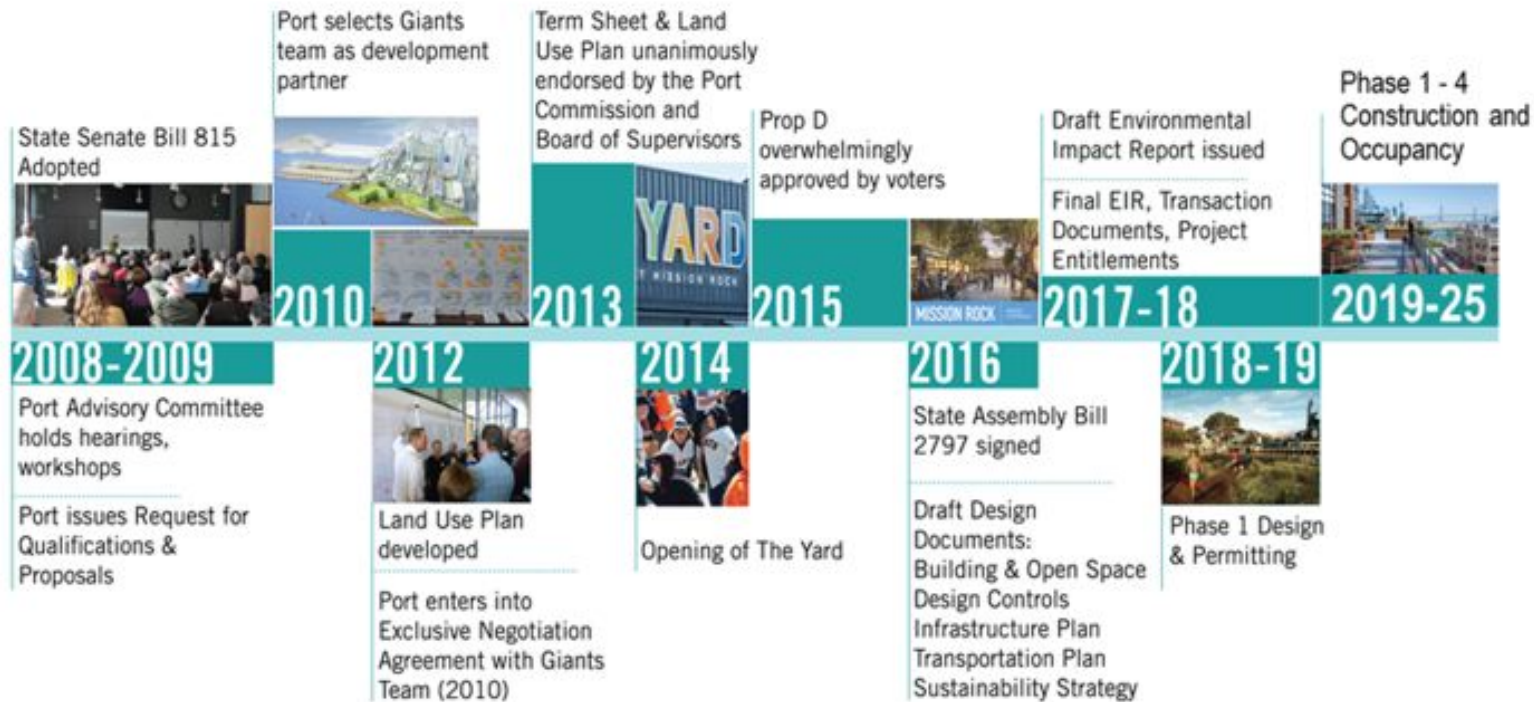 State Senate Bill 815
Adopted
2008-2009
Port Advisory Committee
holds hearings,
workshops
Port issues Request for
Qualifications &
Proposals
Port selects Giants
team as development
partner
2010
2012
Land Use Plan
developed
Port enters into
Exclusive Negotiation
Agreement with Giants
Team (2010)
Term Sheet & Land
Use Plan unanimously
endorsed by the Port
Commission and
Board of Supervisors
2013
YARD
MISSION ROCK
2014
Opening of The Yard
Prop D
overwhelmingly
approved by voters
2015
MISSION ROCK
2016
State Assembly Bill
2797 signed
Draft Design
Documents:
Building & Open Space
Design Controls
Infrastructure Plan
Transportation Plan
Sustainability Strategy
Draft Environmental
Impact Report issued
Final EIR, Transaction
Documents, Project
Entitlements
2017-18
2018-19
Phase 1 Design
& Permitting
Phase 1 - 4
Construction and
Occupancy
2019-25